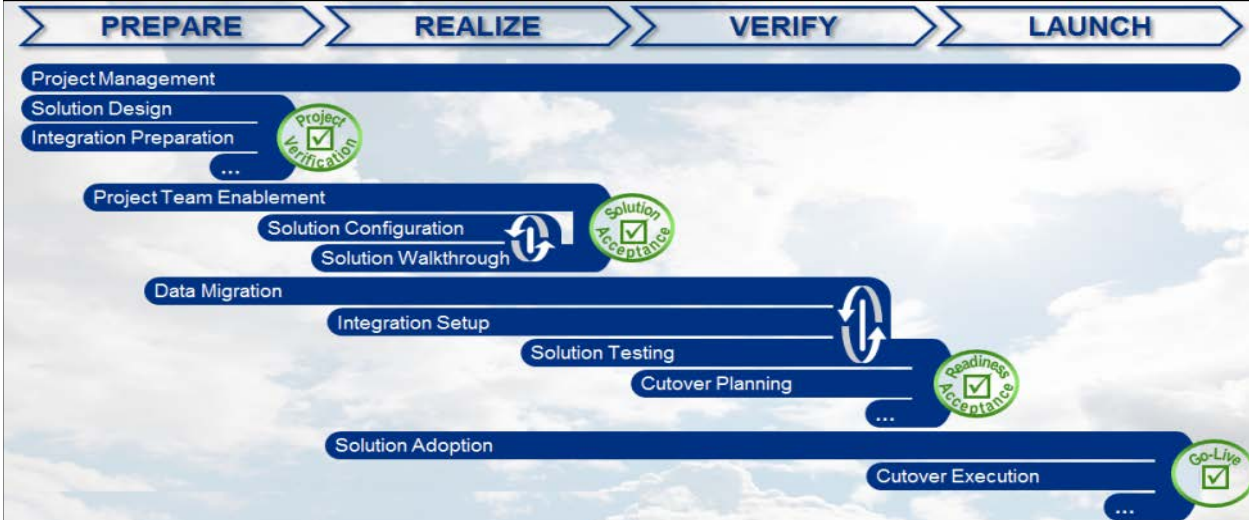 PREPARE REALIZE VERIFY LAUNCH
Project Management
Solution Design
Integration Preparation
Project Verification
...
Project Team Enablement
Solution Configuration
Solution Acceptance
Solution Walkthrough
Data Migration
Integration Setup
Solution Testing
Cutover Planning
Readiness Acceptance
...
Solution Adoption
Go-Live
Cutover Execution
...